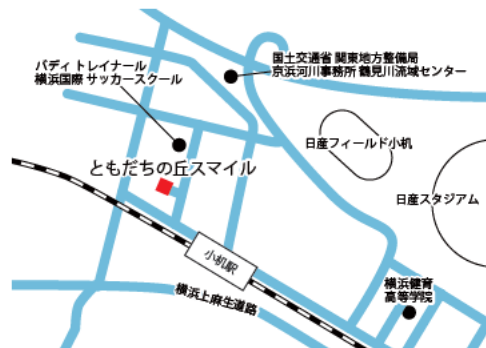 国土交通省 関東地方整備局
京浜河川事務所 鶴見川流域センター
バディ トレイナール
横浜国際 サッカースクール
日産フィールド小机
ともだちの丘スマイル
日産スタジアム
小机駅
横浜健育
高等学院
横浜上麻生道路